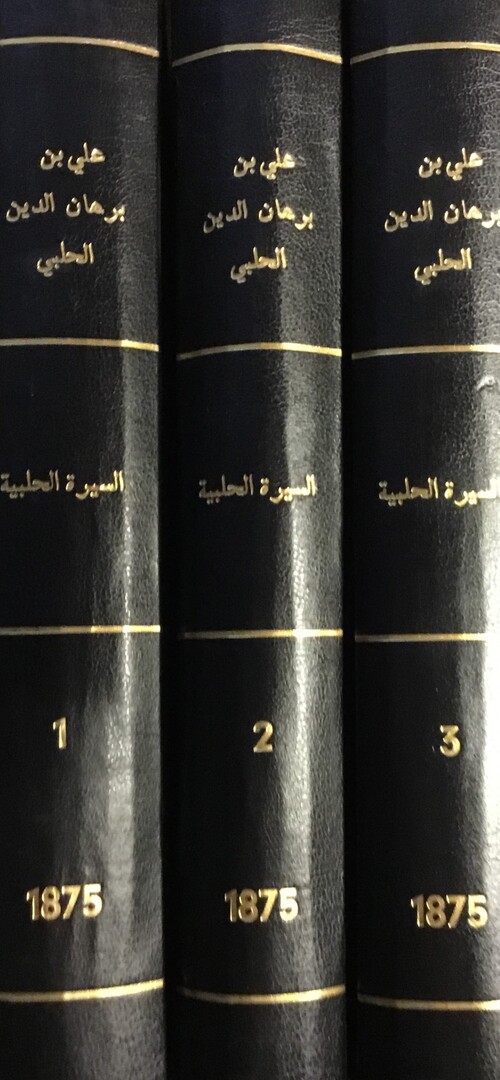 علي بن
برهان الدين
الحلبي
السيرة الحلبية
1
1875
علي بن
برهان الدين
الحلبي
السيرة الحلبية
2
1875
علي بن
برهان الدين
الحلبي
السيرة الحلبية
3
1875